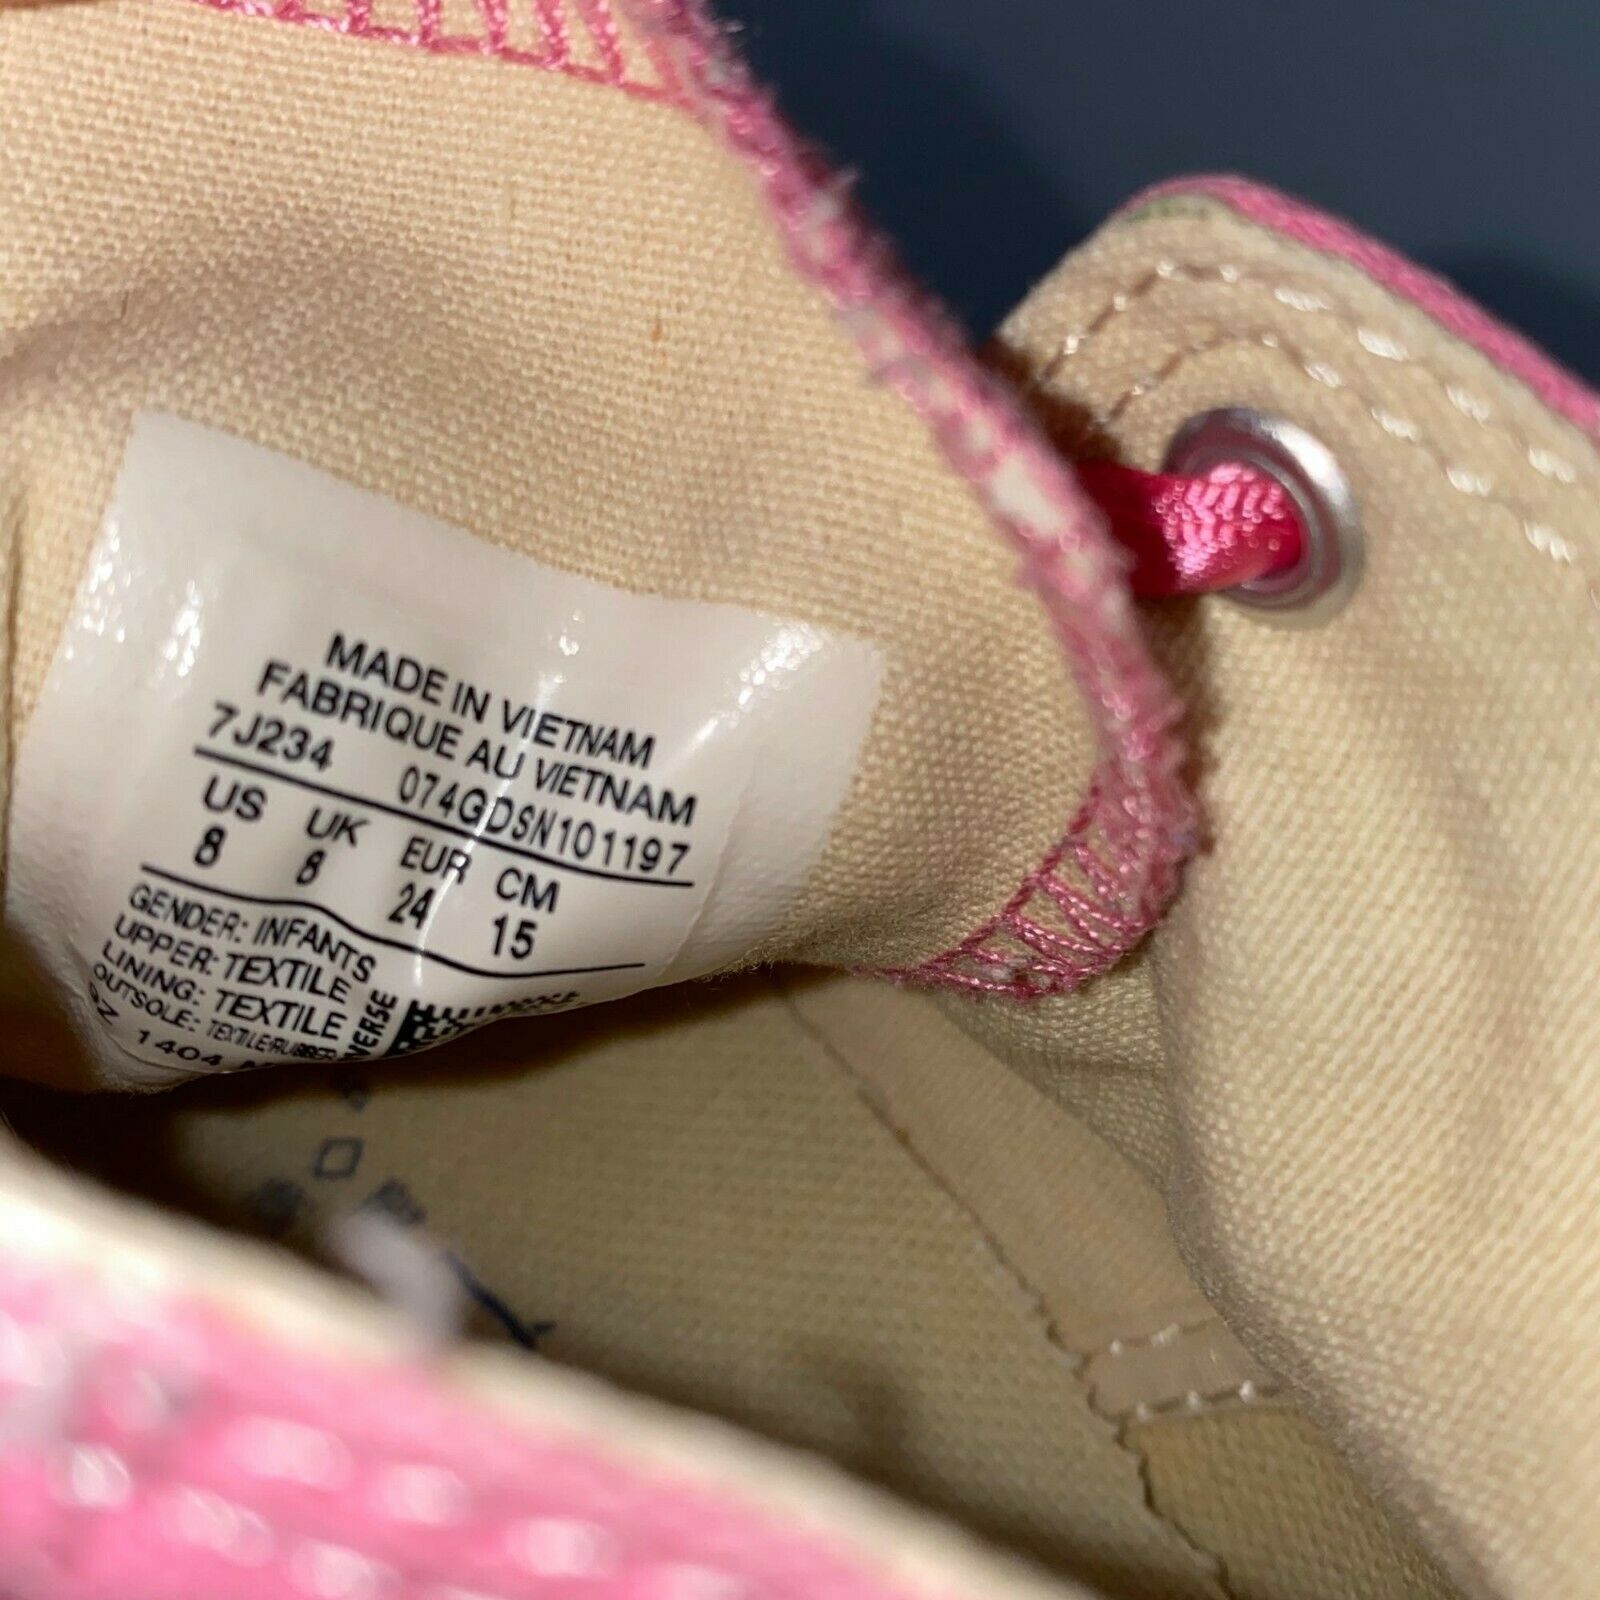 MADE IN VIETNAM
FABRIQUE AU VIETNAM
7J234 074GDSN101197
US UK EUR CM
8 8 24 15
GENDER: INFANTS
UPPER: TEXTILE
LINING: TEXTILE
OUTSOLE: TEXTILE/RUBBER
1404